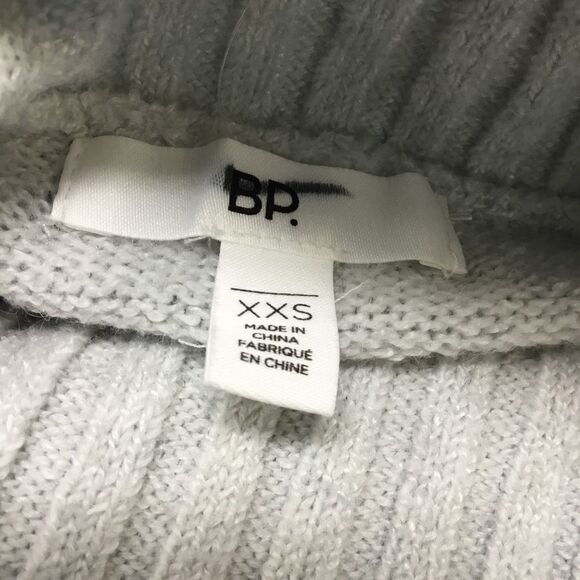 BP.
XXS
MADE IN
CHINA
FABRIQUÉ
EN CHINE